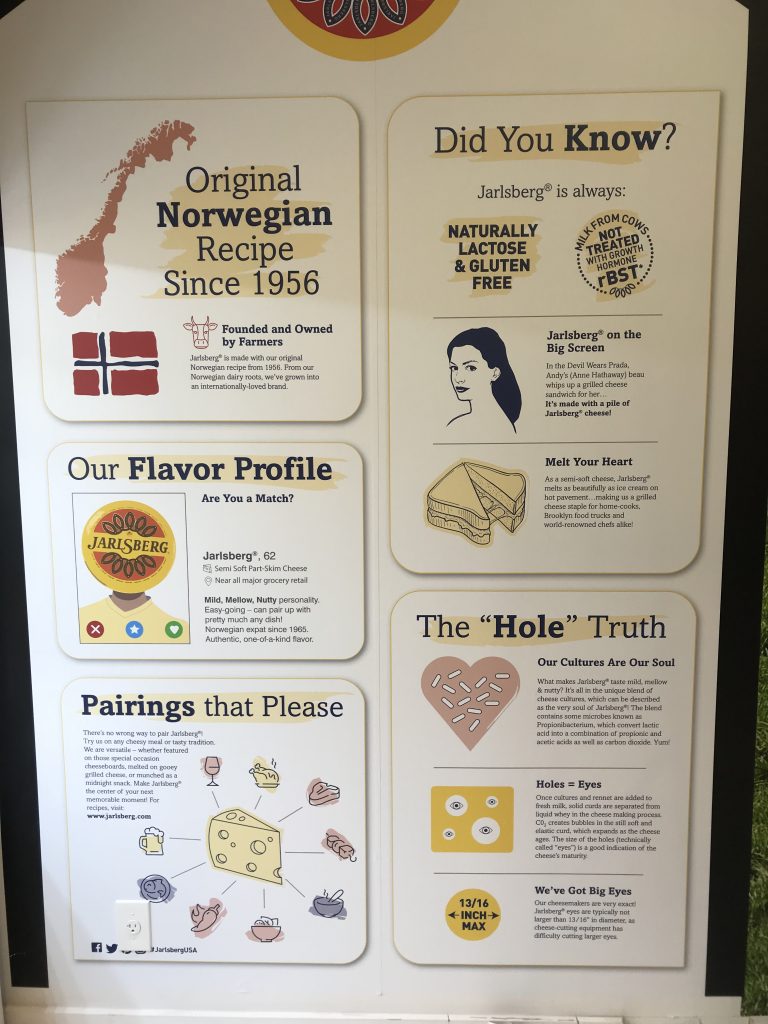 Original
Norwegian
Recipe
Since 1956
Founded and Owned
by Farmers
Jarlsberg® is made with our original
Norwegian recipe from 1956. From our
Norwegian dairy roots, we've grown into
an internationally-loved brand.
Our Flavor Profile
JARLSBERG
Are You a Match?
Jarlsberg®, 62
Semi Soft Part-Skim Cheese
Near all major grocery retail
Mild, Mellow, Nutty personality.
Easy-going – can pair up with
pretty much any dish!
Norwegian expat since 1965.
Authentic, one-of-a-kind flavor.
Pairings that Please
There's no wrong way to pair Jarlsberg®!
Try us on any cheesy meal or tasty tradition.
We are versatile – whether featured
on those special occasion
cheeseboards, melted on gooey
grilled cheese, or munched as a
midnight snack. Make Jarlsberg®
the center of your next
memorable moment! For
recipes, visit:
www.jarlsberg.com
#JarlsbergUSA
Did You Know?
Jarlsberg® is always:
NATURALLY
LACTOSE
& GLUTEN
FREE
MILK FROM COWS
NOT
TREATED
WITH GROWTH
HORMONE
rBST*
Jarlsberg® on the
Big Screen
In the Devil Wears Prada,
Andy's (Anne Hathaway) beau
whips up a grilled cheese
sandwich for her…
It's made with a pile of
Jarlsberg® cheese!
Melt Your Heart
As a semi-soft cheese, Jarlsberg®
melts as beautifully as ice cream on
hot pavement…making us a grilled
cheese staple for home-cooks,
Brooklyn food trucks and
world-renowned chefs alike!
The "Hole" Truth
Our Cultures Are Our Soul
What makes Jarlsberg® taste mild, mellow
& nutty? It's all in the unique blend of
cheese cultures, which can be described
as the very soul of Jarlsberg®! The blend
contains some microbes known as
Propionibacterium, which convert lactic
acid into a combination of propionic and
acetic acids as well as carbon dioxide. Yum!
Holes = Eyes
Once cultures and rennet are added to
fresh milk, solid curds are separated from
liquid whey in the cheese making process.
C0₂ creates bubbles in the still soft and
elastic curd, which expands as the cheese
ages. The size of the holes (technically
called "eyes") is a good indication of the
cheese's maturity.
13/16
INCH
MAX
We've Got Big Eyes
Our cheesemakers are very exact!
Jarlsberg® eyes are typically not
larger than 13/16" in diameter, as
cheese-cutting equipment has
difficulty cutting larger eyes.